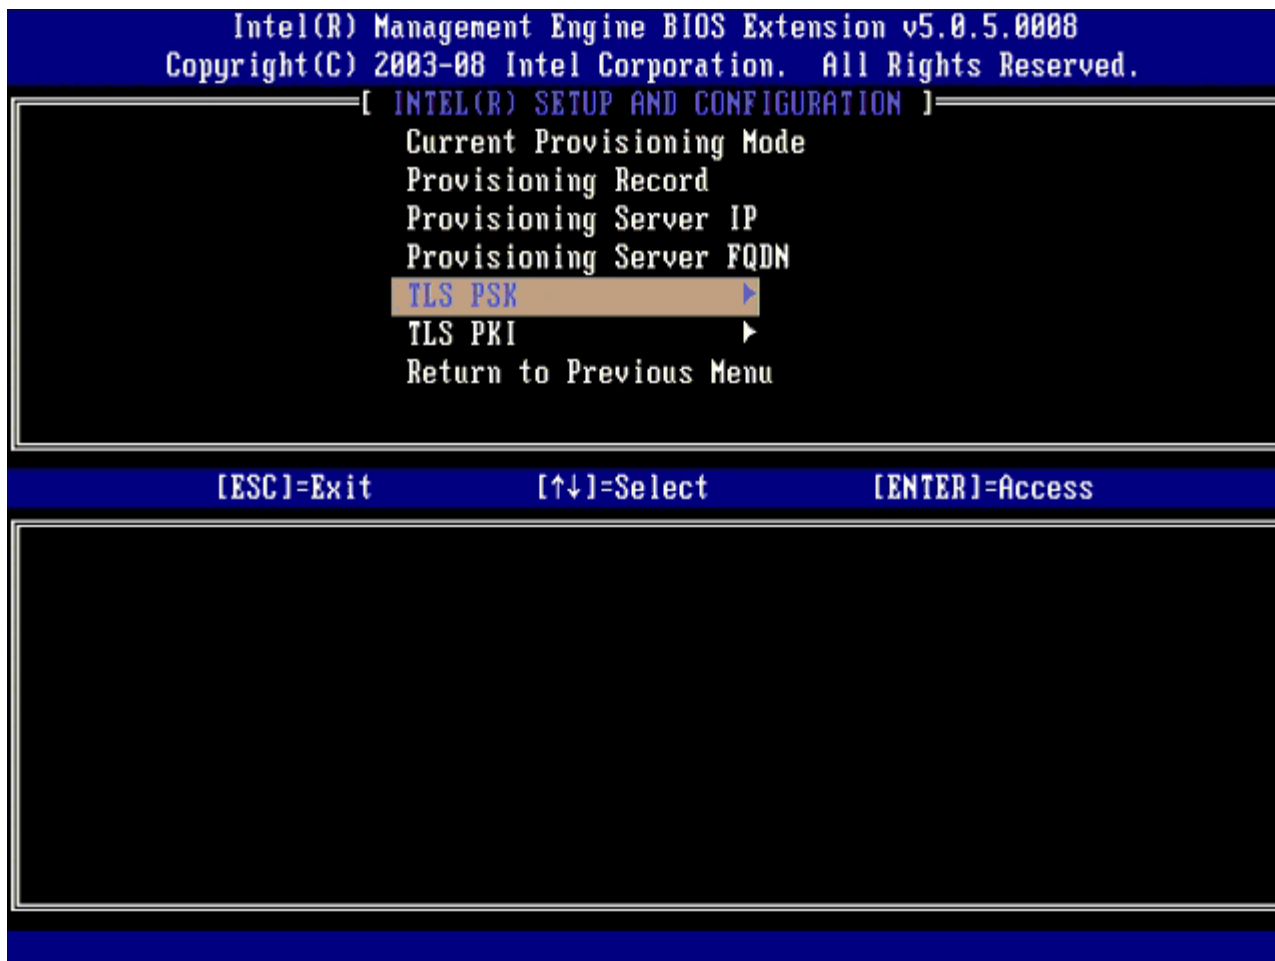 Intel(R) Management Engine BIOS Extension v5.0.5.0008
Copyright(C) 2003-08 Intel Corporation. All Rights Reserved.
[ INTEL(R) SETUP AND CONFIGURATION ]
Current Provisioning Mode
Provisioning Record
Provisioning Server IP
Provisioning Server FQDN
TLS PSK
TLS PKI
Return to Previous Menu
[ESC]=Exit [↑↓]=Select [ENTER]=Access